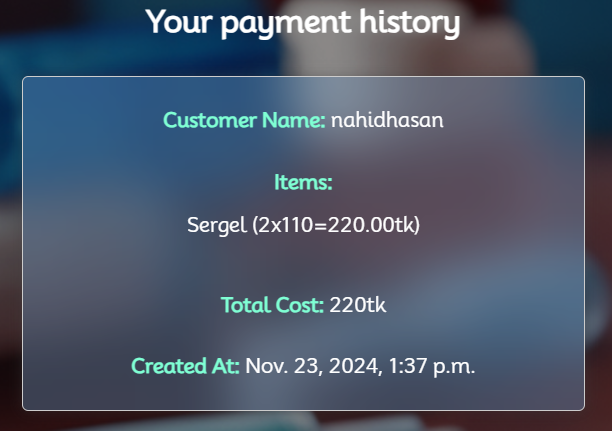 Your payment history
Customer Name: nahidhasan
Items:
Sergel (2x110=220.00tk)
Total Cost: 220tk
Created At: Nov. 23, 2024, 1:37 p.m.